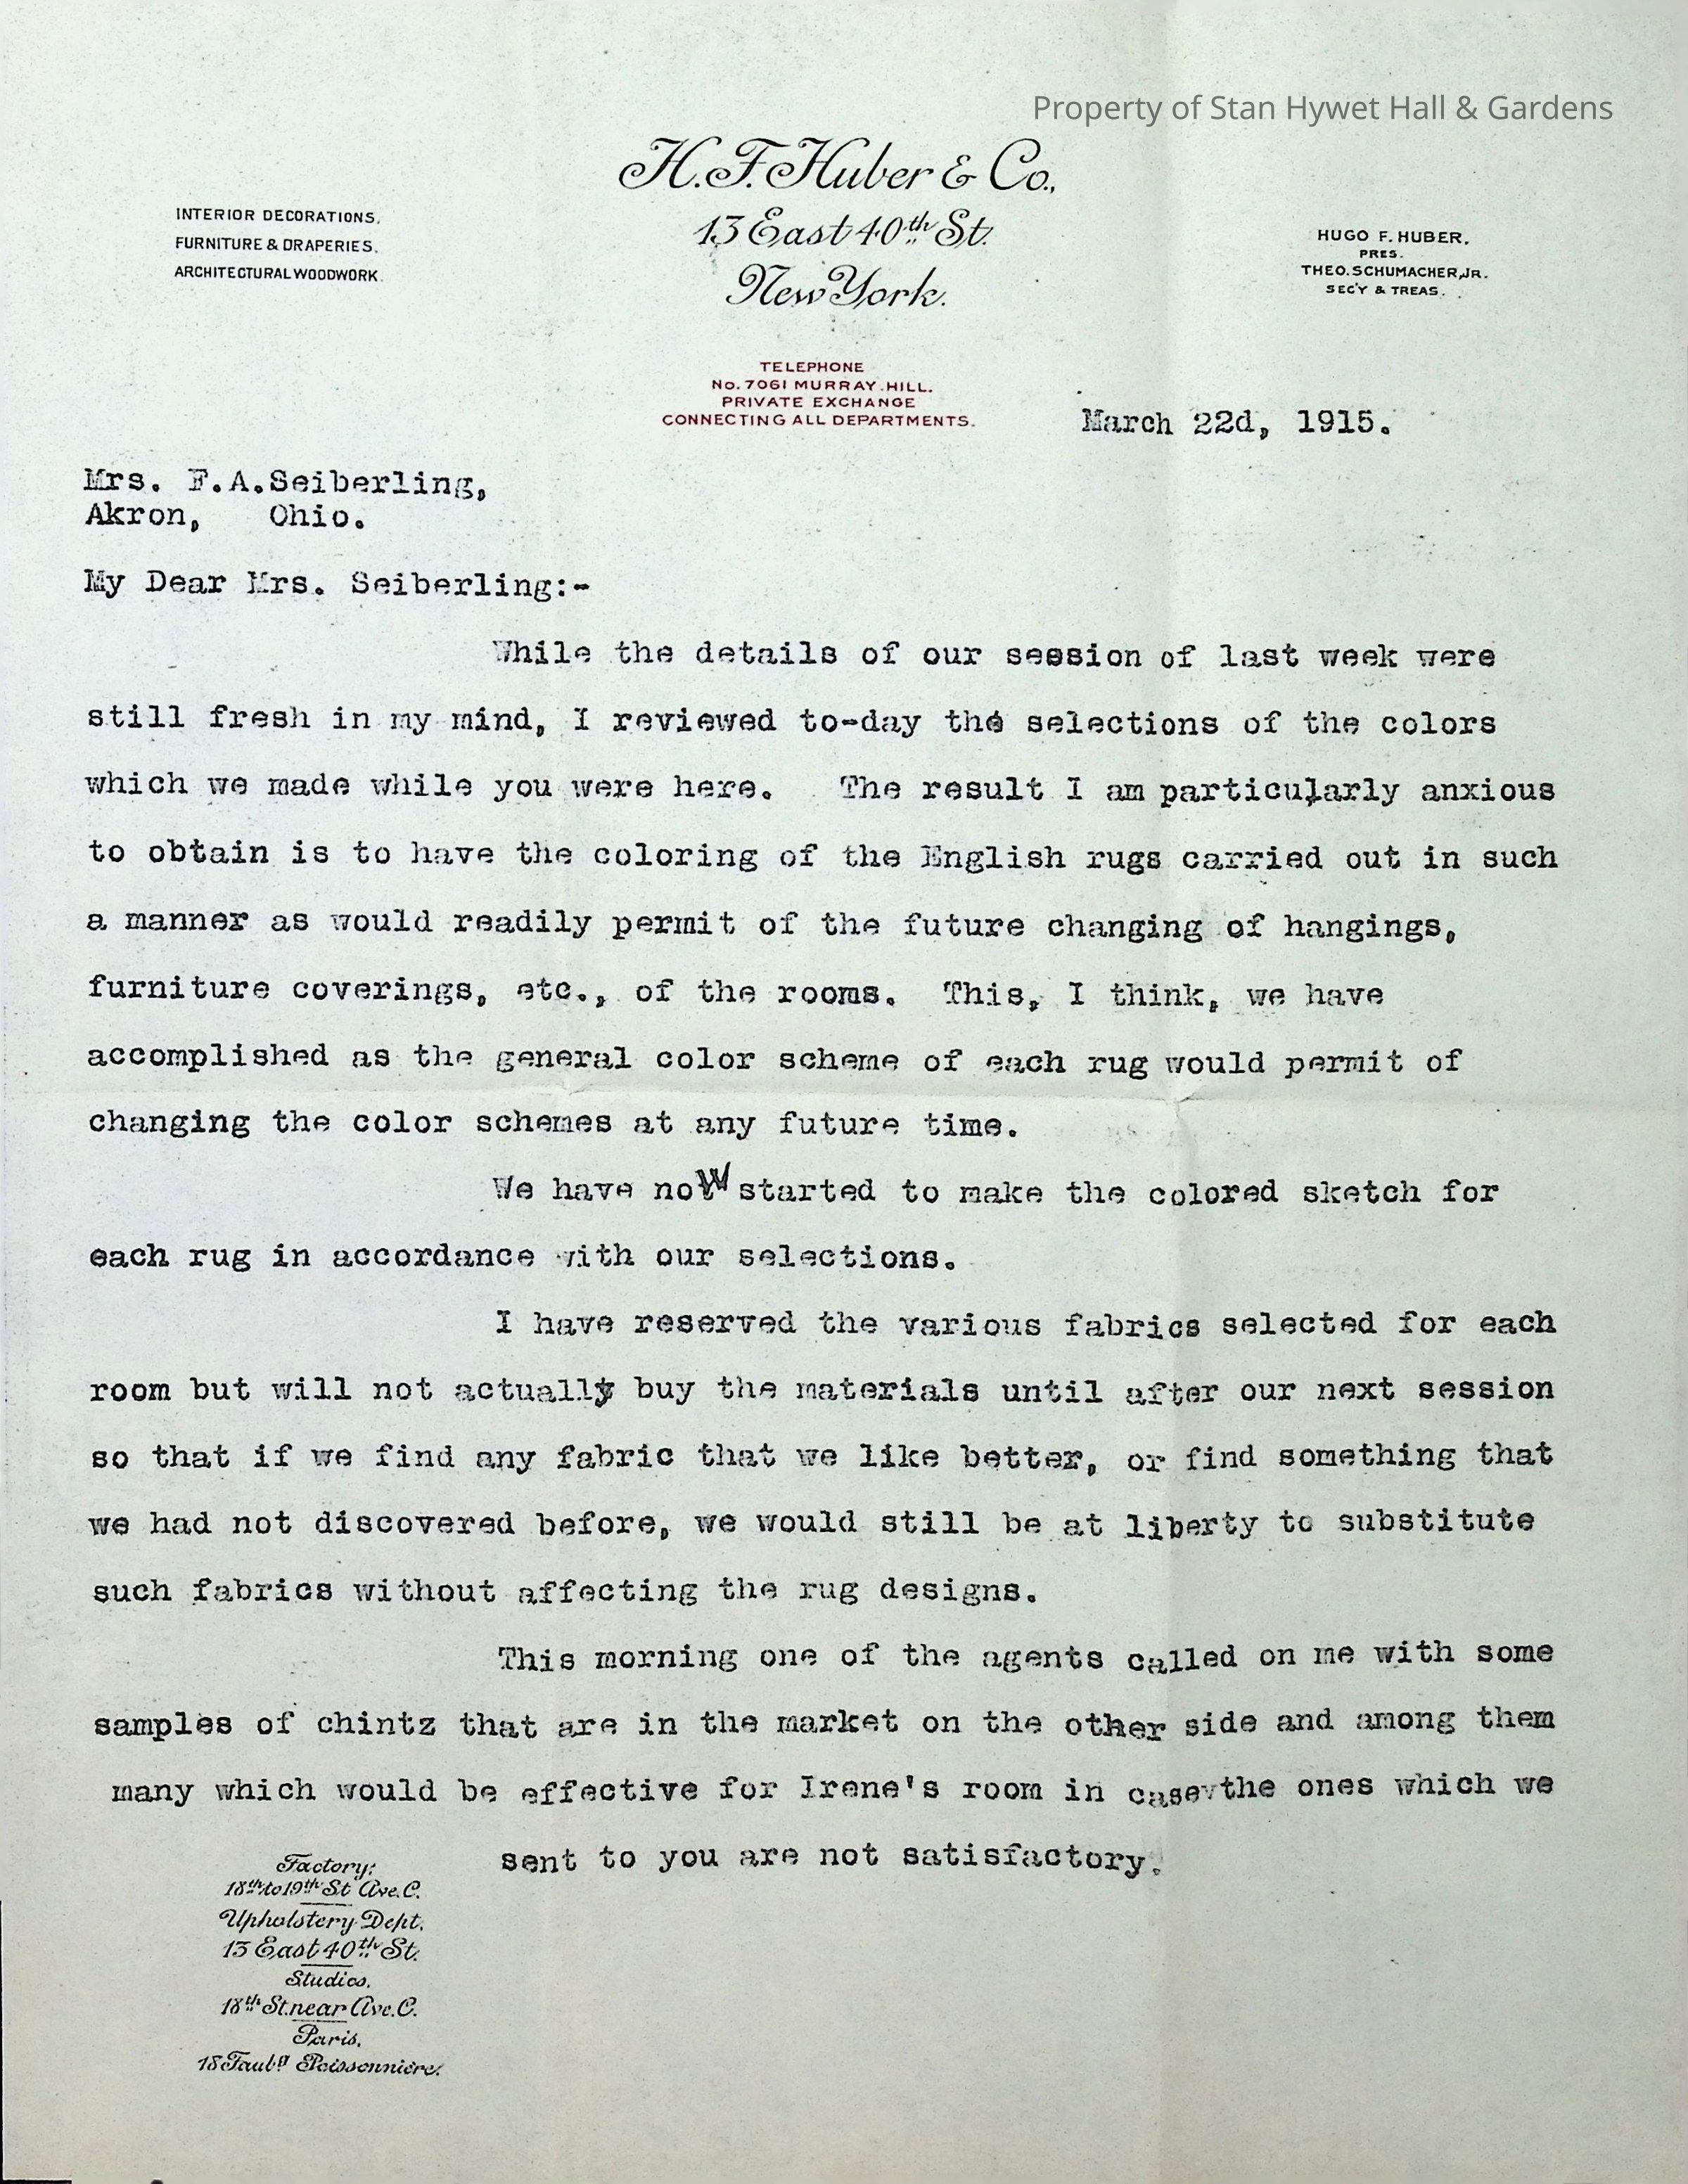 Property of Stan Hywet Hall & Gardens
H.F. Huber & Co.,
13 East 40th St.
New York.
INTERIOR DECORATIONS.
FURNITURE & DRAPERIES.
ARCHITECTURAL WOODWORK.
HUGO F. HUBER,
PRES.
THEO. SCHUMACHER, JR.
SEC'Y & TREAS.
TELEPHONE
No. 7061 MURRAY HILL.
PRIVATE EXCHANGE
CONNECTING ALL DEPARTMENTS.
March 22d, 1915.
Mrs. F.A.Seiberling,
Akron, Ohio.
My Dear Mrs. Seiberling:-
While the details of our session of last week were
still fresh in my mind, I reviewed to-day the selections of the colors
which we made while you were here. The result I am particularly anxious
to obtain is to have the coloring of the English rugs carried out in such
a manner as would readily permit of the future changing of hangings,
furniture coverings, etc., of the rooms. This, I think, we have
accomplished as the general color scheme of each rug would permit of
changing the color schemes at any future time.
We have now started to make the colored sketch for
each rug in accordance with our selections.
I have reserved the various fabrics selected for each
room but will not actually buy the materials until after our next session
so that if we find any fabric that we like better, or find something that
we had not discovered before, we would still be at liberty to substitute
such fabrics without affecting the rug designs.
This morning one of the agents called on me with some
samples of chintz that are in the market on the other side and among them
many which would be effective for Irene's room in case the ones which we
sent to you are not satisfactory.
Factory:
18th to 19th St Ave. C.
Upholstery Dept.
13 East 40th St.
Studios.
18th St. near Ave. C.
Paris.
18 Faubg Poissonnière.